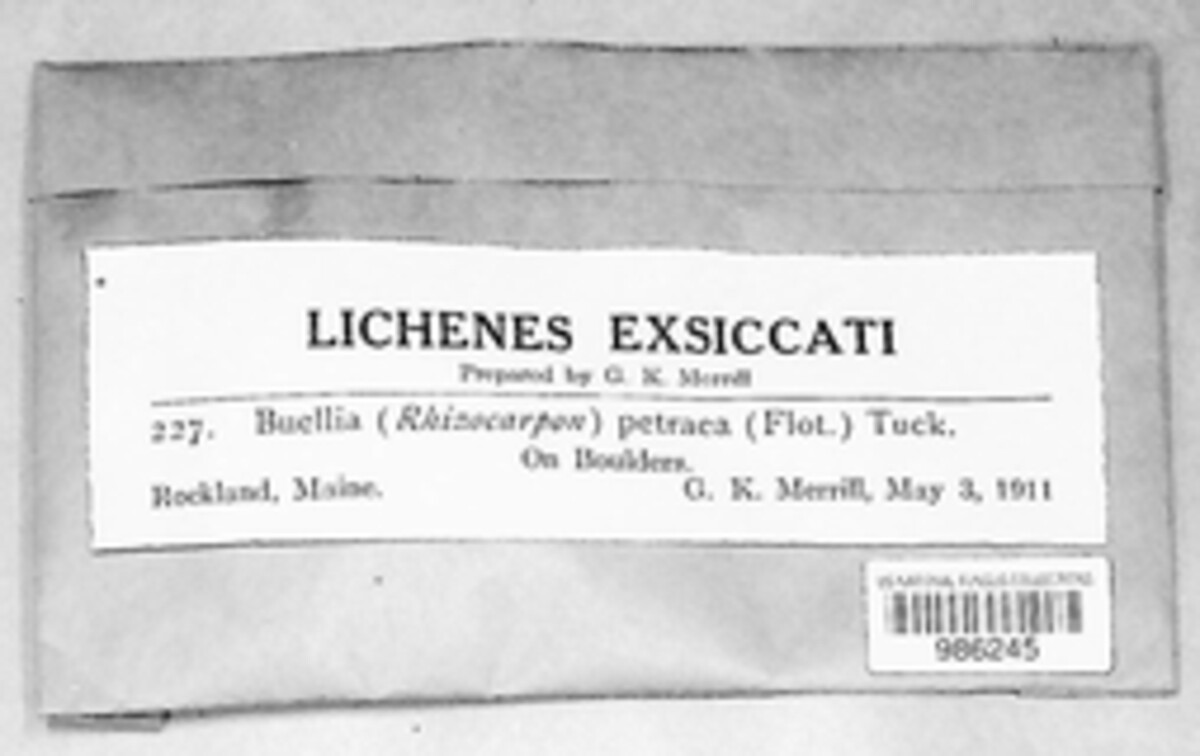 LICHENES EXSICCATI
Prepared by G. K. Merrill
227. Buellia (Rhizocarpon) petraea (Flot.) Tuck.
On Boulders.
Rockland, Maine. G. K. Merrill, May 3, 1911
986245